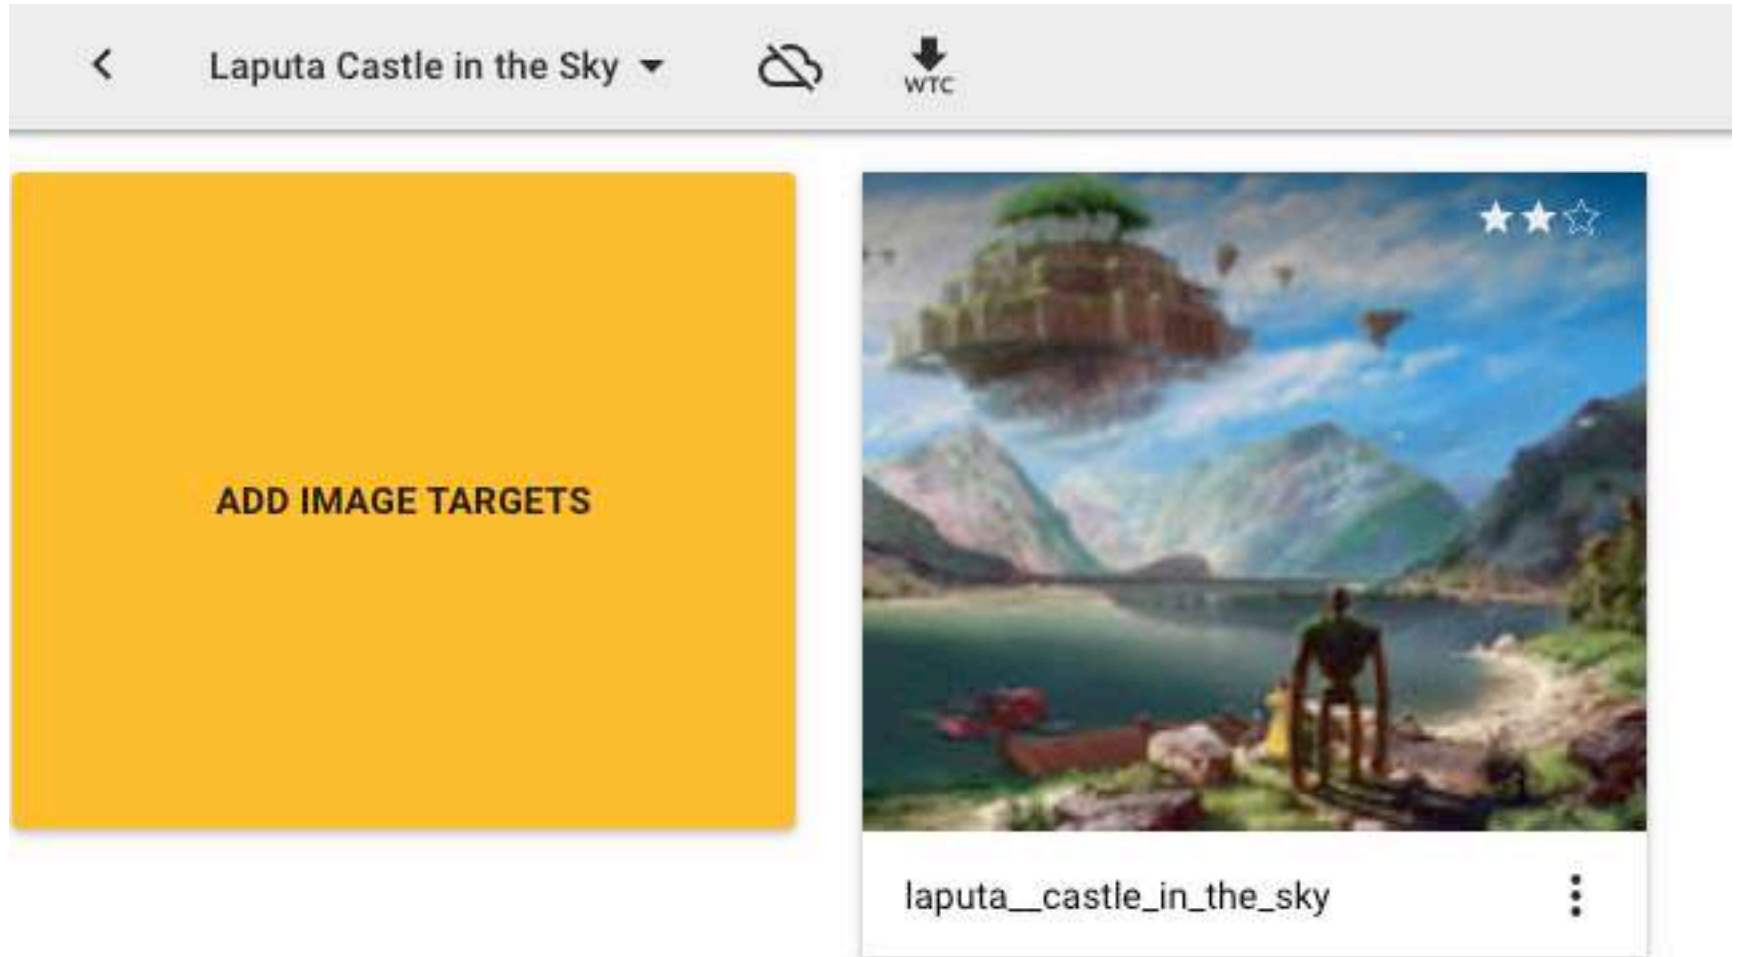 Laputa Castle in the Sky
WTC
ADD IMAGE TARGETS
laputa__castle_in_the_sky